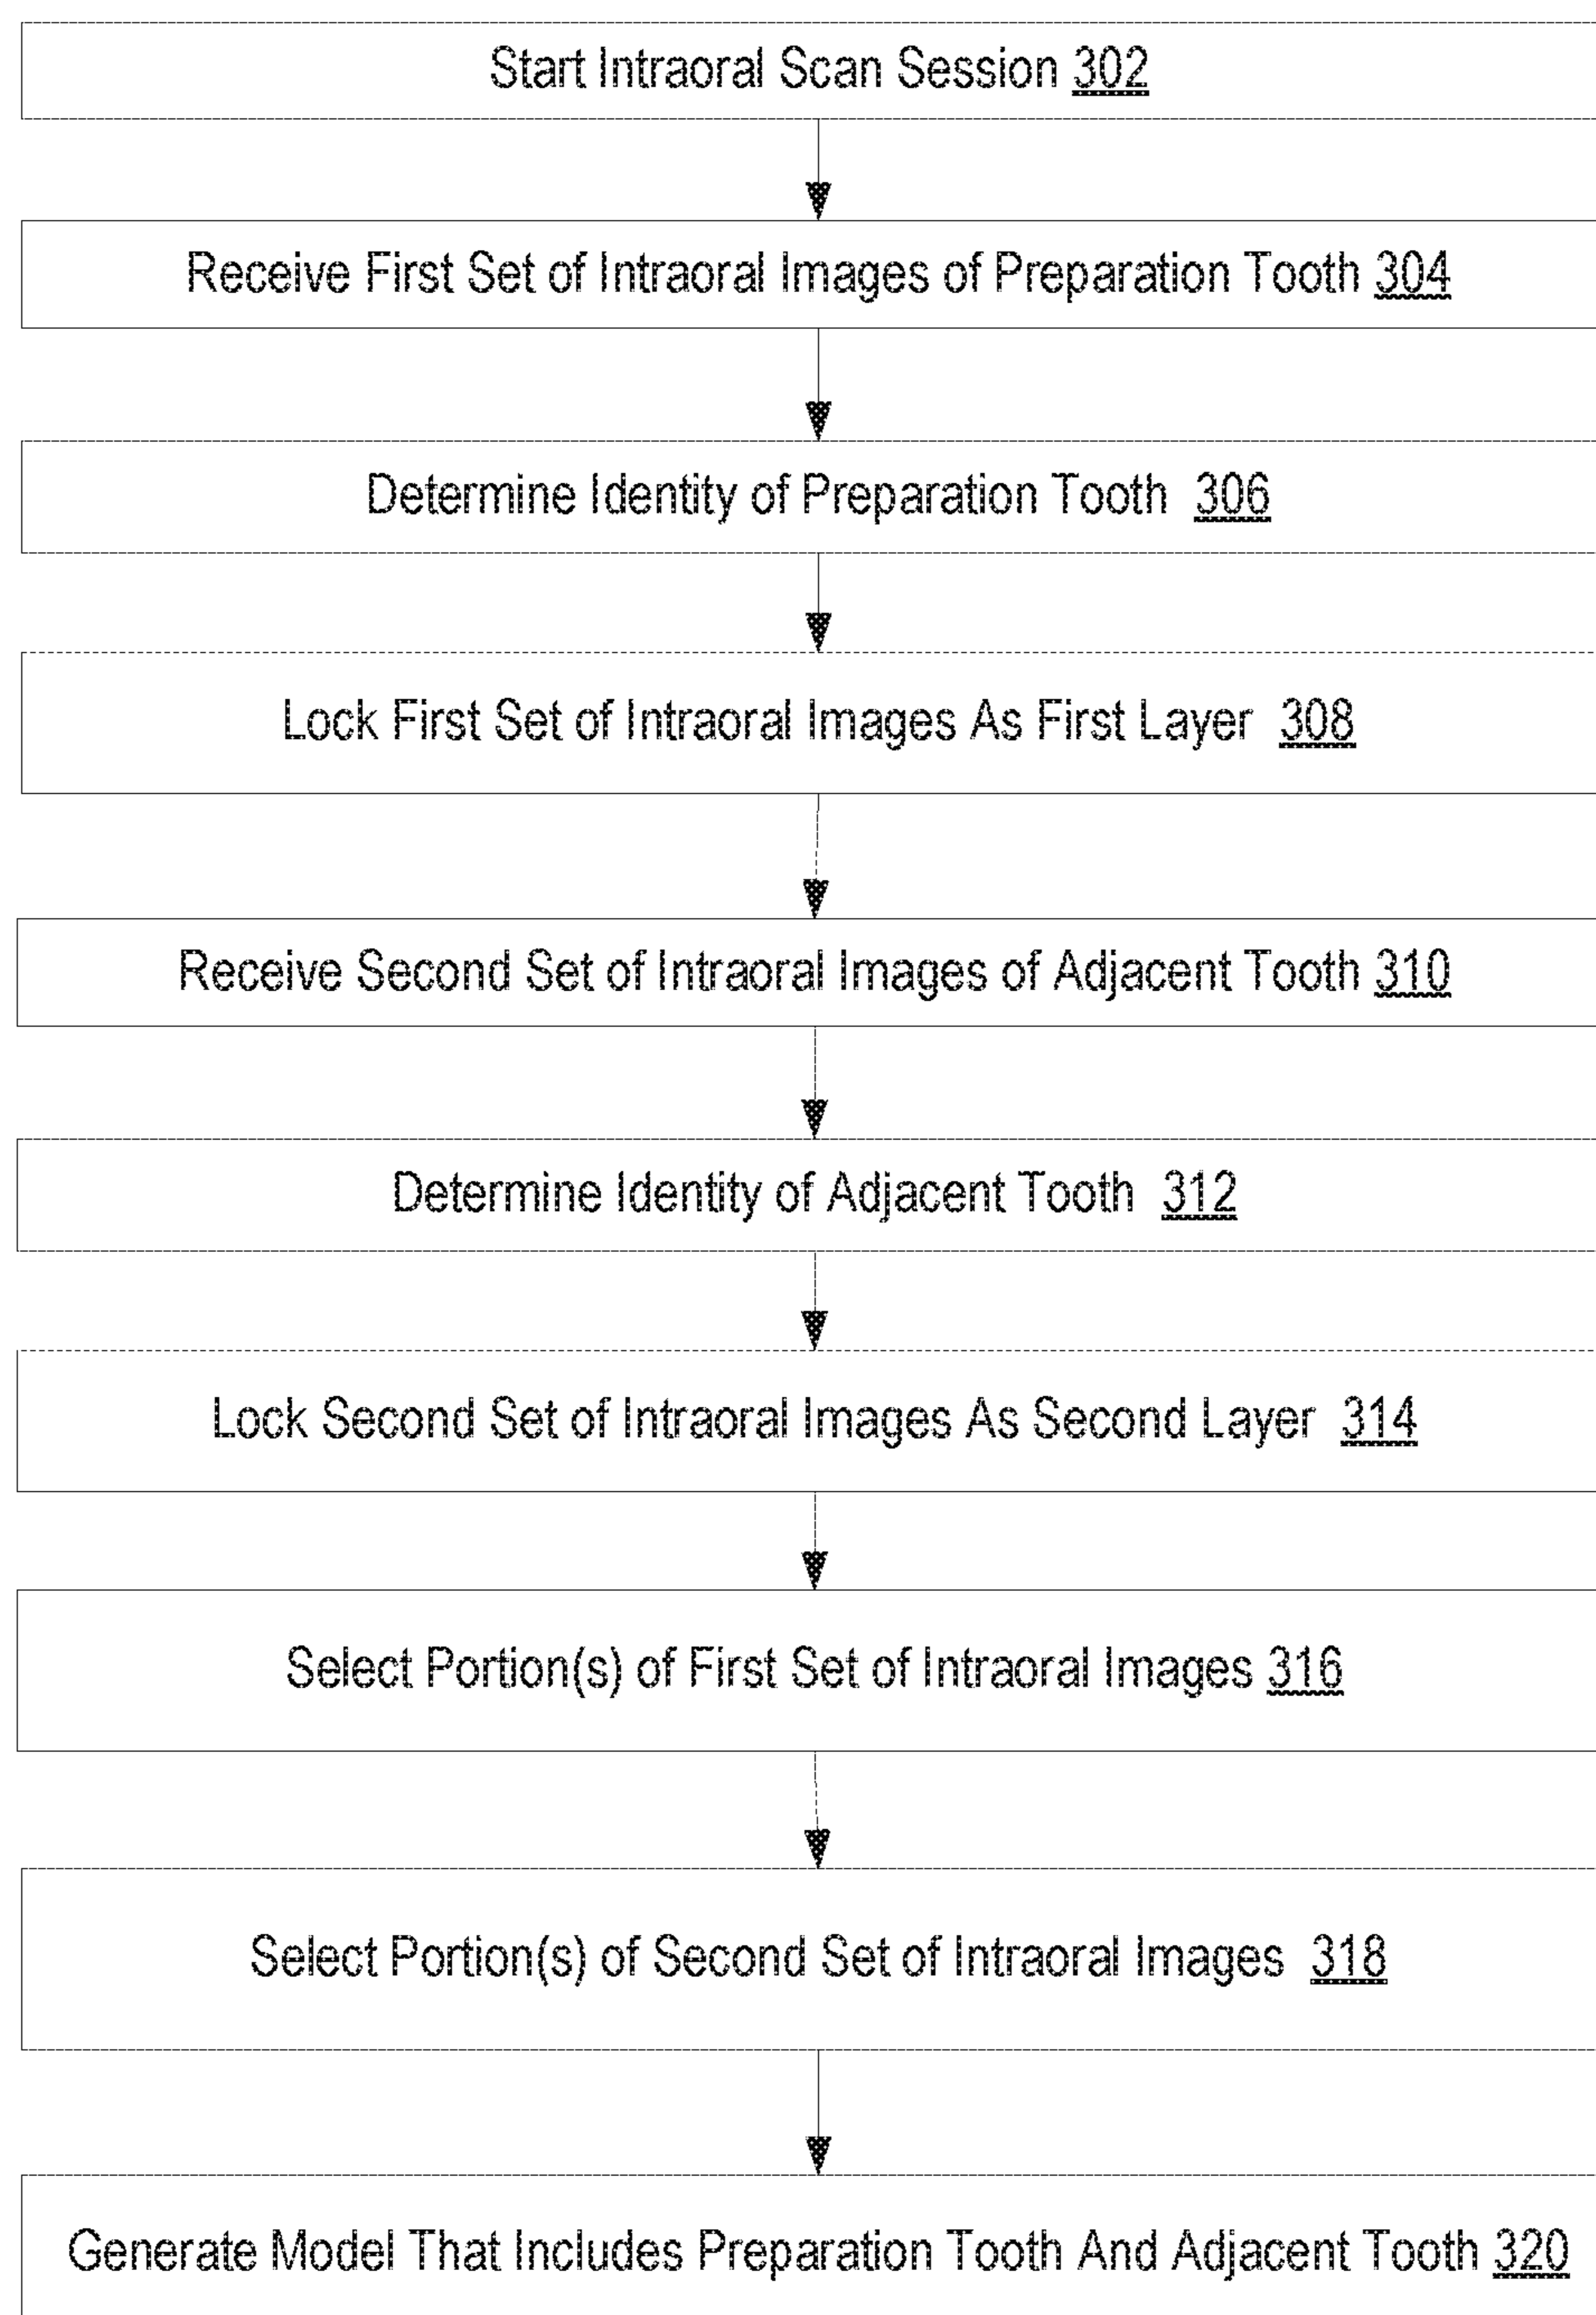 Start Intraoral Scan Session 302
Receive First Set of Intraoral Images of Preparation Tooth 304
Determine Identity of Preparation Tooth 306
Lock First Set of Intraoral Images As First Layer 308
Receive Second Set of Intraoral Images of Adjacent Tooth 310
Determine Identity of Adjacent Tooth 312
Lock Second Set of Intraoral Images As Second Layer 314
Select Portion(s) of First Set of Intraoral Images 316
Select Portion(s) of Second Set of Intraoral Images 318
Generate Model That Includes Preparation Tooth And Adjacent Tooth 320